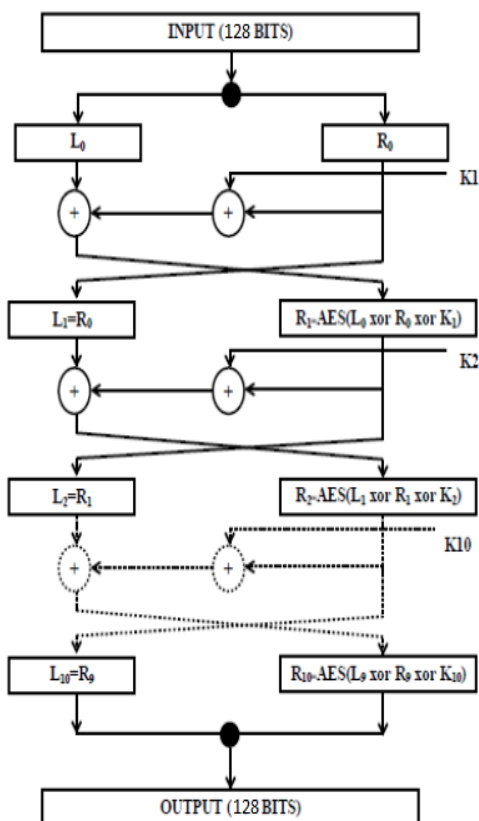 INPUT (128 BITS)
L₀
R₀
K1
+
+
L₁=R₀
R₁=AES(L₀ xor R₀ xor K₁)
K2
+
+
L₂=R₁
R₂=AES(L₁ xor R₁ xor K₂)
K10
+
+
L₁₀=R₉
R₁₀=AES(L₉ xor R₉ xor K₁₀)
OUTPUT (128 BITS)